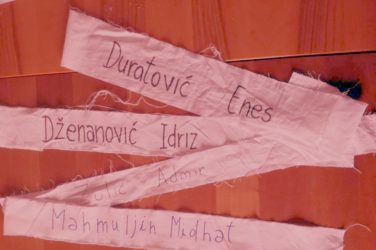 Duratović Enes
Dženanović Idriz
Mahmuljin Midhat